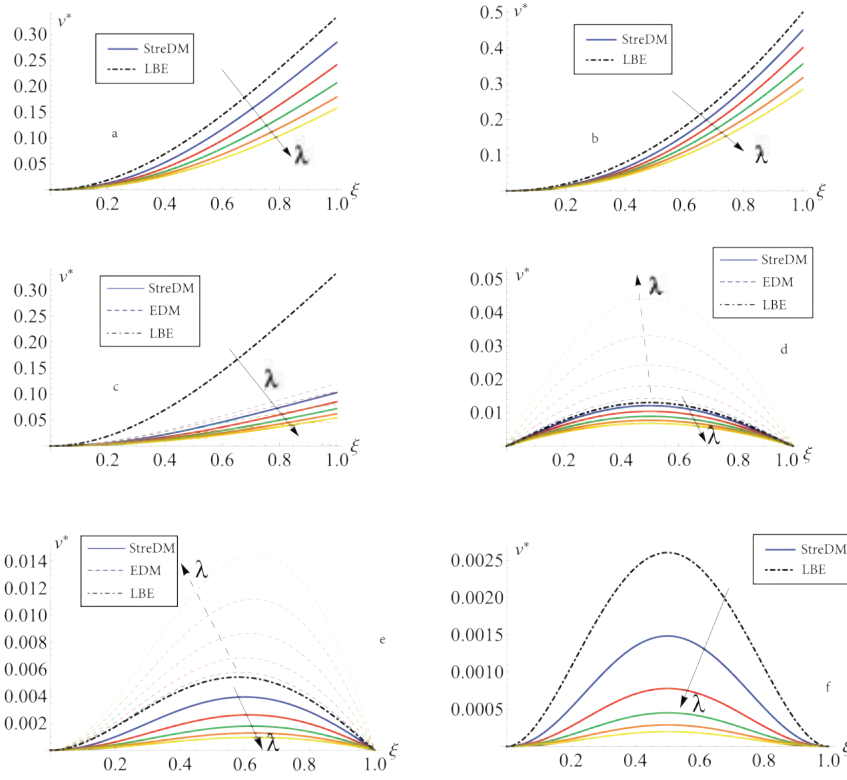 v*
0.30
0.25
0.20
0.15
0.10
0.05
StreDM
LBE
a
λ
0.2 0.4 0.6 0.8 1.0 ξ
v*
0.5
0.4
0.3
0.2
0.1
StreDM
LBE
b
λ
0.2 0.4 0.6 0.8 1.0 ξ
v*
0.30
0.25
0.20
0.15
0.10
0.05
StreDM
EDM
LBE
c
λ
0.2 0.4 0.6 0.8 1.0 ξ
v*
0.05
0.04
0.03
0.02
0.01
StreDM
EDM
LBE
λ
d
λ
0.2 0.4 0.6 0.8 1.0 ξ
v*
0.014
0.012
0.010
0.008
0.006
0.004
0.002
StreDM
EDM
LBE
λ
e
λ
0.2 0.4 0.6 0.8 1.0 ξ
v*
0.0025
0.0020
0.0015
0.0010
0.0005
StreDM
LBE
λ
f
0.2 0.4 0.6 0.8 1.0 ξ